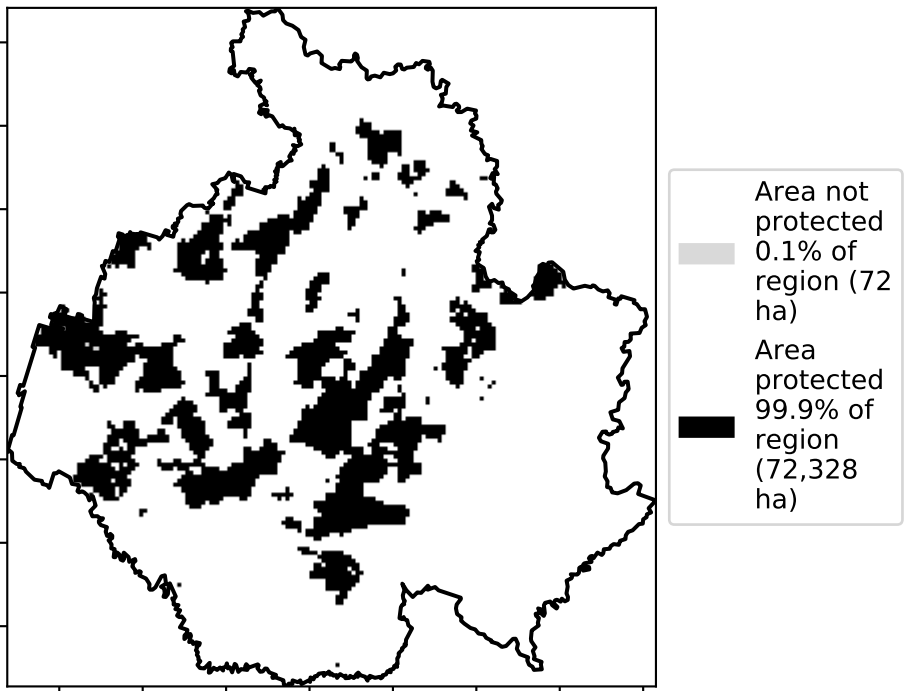 Area not
protected
0.1% of
region (72
ha)
Area
protected
99.9% of
region
(72,328
ha)